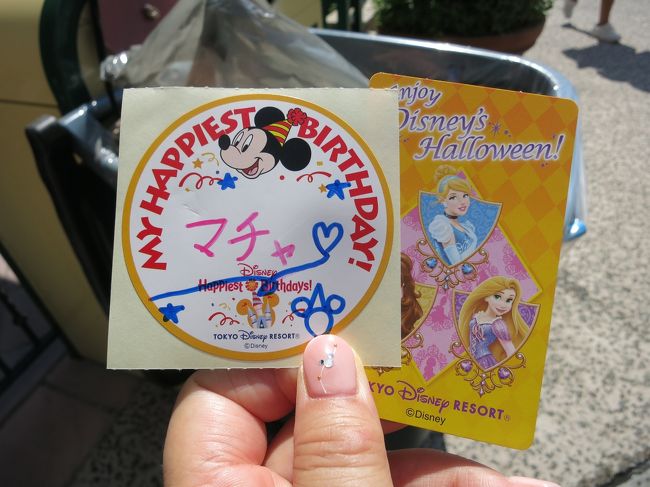 MY HAPPIEST BIRTHDAY!
マチャ
Disney
Happiest Birthdays!
TOKYO Disney RESORT®
©Disney
Enjoy
Disney's
Halloween!
TOKYO Disney RESORT®
©Disney